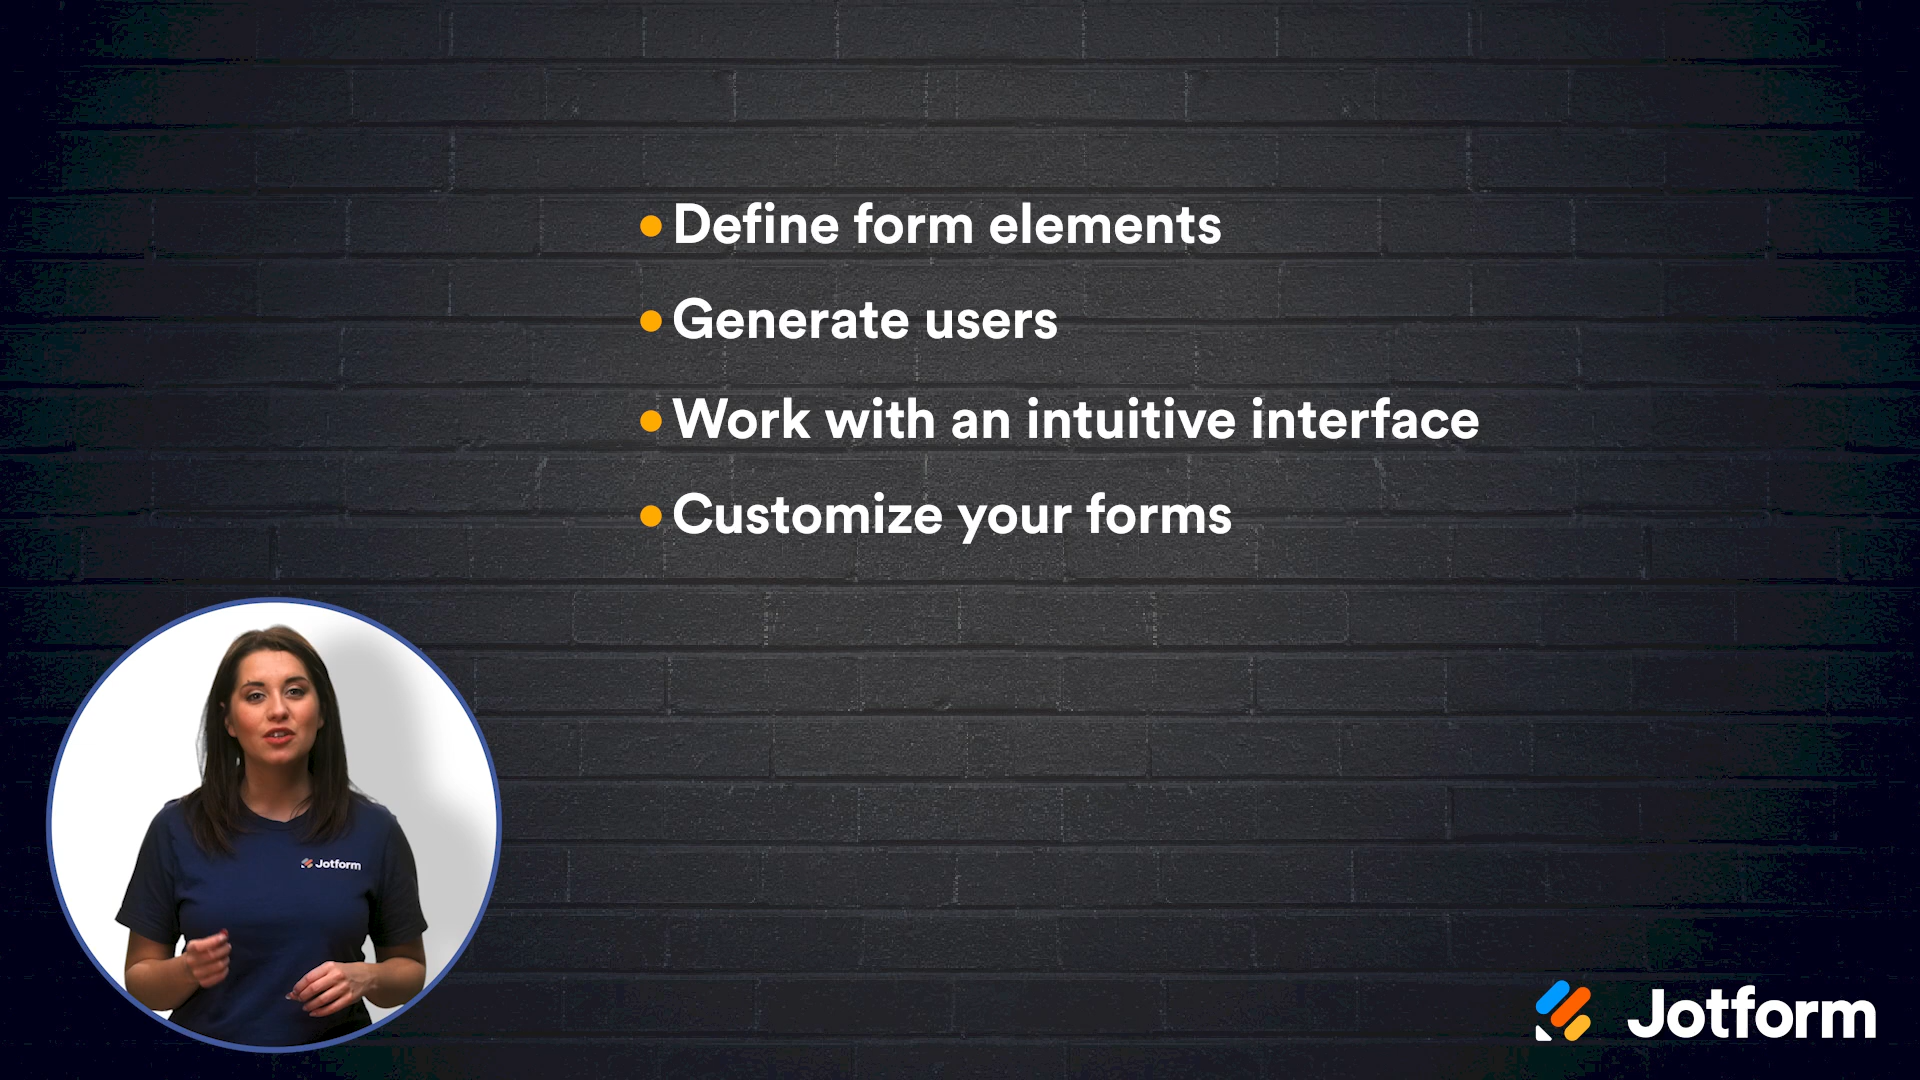 • Define form elements
• Generate users
• Work with an intuitive interface
• Customize your forms
Jotform
Jotform